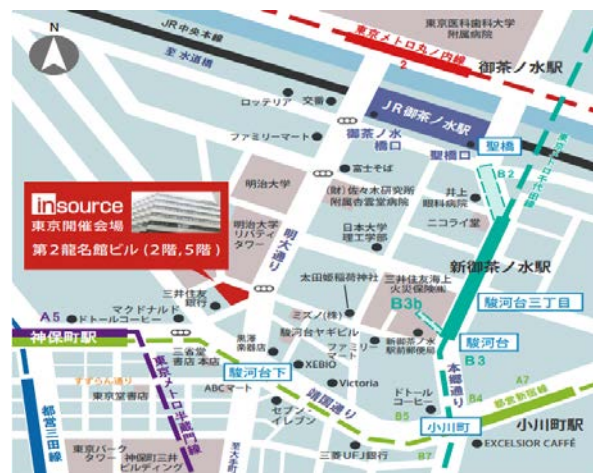 N
JR中央本線
至 水道橋
東京医科歯科大学
附属病院
東京メトロ丸ノ内線
2
御茶ノ水駅
ロッテリア
交番
JR御茶ノ水駅
ファミリーマート
御茶ノ水
橋口
聖橋口
聖橋
東京メトロ千代田線
B2
富士そば
明治大学
(財)佐々木研究所
附属杏雲堂病院
井上
眼科病院
ニコライ堂
insource
東京開催会場
第2龍名館ビル(2階,5階)
明治大学
リバティ
タワー
明大通り
日本大学
理工学部
新御茶ノ水駅
太田姫稲荷神社
三井住友海上
火災保険㈱
B3b
駿河台三丁目
三井住友
銀行
A5
マクドナルド
ドトールコーヒー
ミズノ(株)
駿河台ヤギビル
新御茶ノ水
駅前郵便局
駿河台
B3
神保町駅
三省堂
書店 本店
黒澤
楽器店
XEBIO
ファミリー
マート
本郷通り
すずらん通り
東京堂書店
東京メトロ半蔵門線
ABCマート
駿河台下
Victoria
靖国通り
ドトール
コーヒー
A7
都営新宿線
B4
B5
小川町駅
都営三田線
セブン-
イレブン
小川町
東京パーク
タワー
神保町三井
ビルディング
至大手町
三菱UFJ銀行
B7
EXCELSIOR CAFFÉ